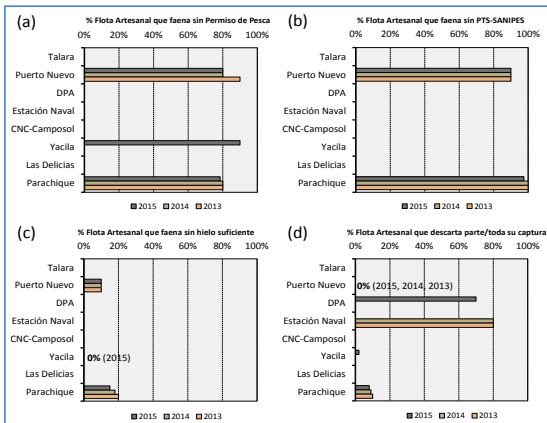 (a)
% Flota Artesanal que faena sin Permiso de Pesca
0% 20% 40% 60% 80% 100%
Talara
Puerto Nuevo
DPA
Estación Naval
CNC-Camposol
Yacila
Las Delicias
Parachique
2015 2014 2013
(b)
% Flota Artesanal que faena sin PTS-SANIPES
0% 20% 40% 60% 80% 100%
Talara
Puerto Nuevo
DPA
Estación Naval
CNC-Camposol
Yacila
Las Delicias
Parachique
2015 2014 2013
(c)
% Flota Artesanal que faena sin hielo suficiente
0% 20% 40% 60% 80% 100%
Talara
Puerto Nuevo
DPA
Estación Naval
CNC-Camposol
Yacila
0% (2015)
Las Delicias
Parachique
2015 2014 2013
(d)
% Flota Artesanal que descarta parte/toda su captura
0% 20% 40% 60% 80% 100%
Talara
Puerto Nuevo
0% (2015, 2014, 2013)
DPA
Estación Naval
CNC-Camposol
Yacila
Las Delicias
Parachique
2015 2014 2013